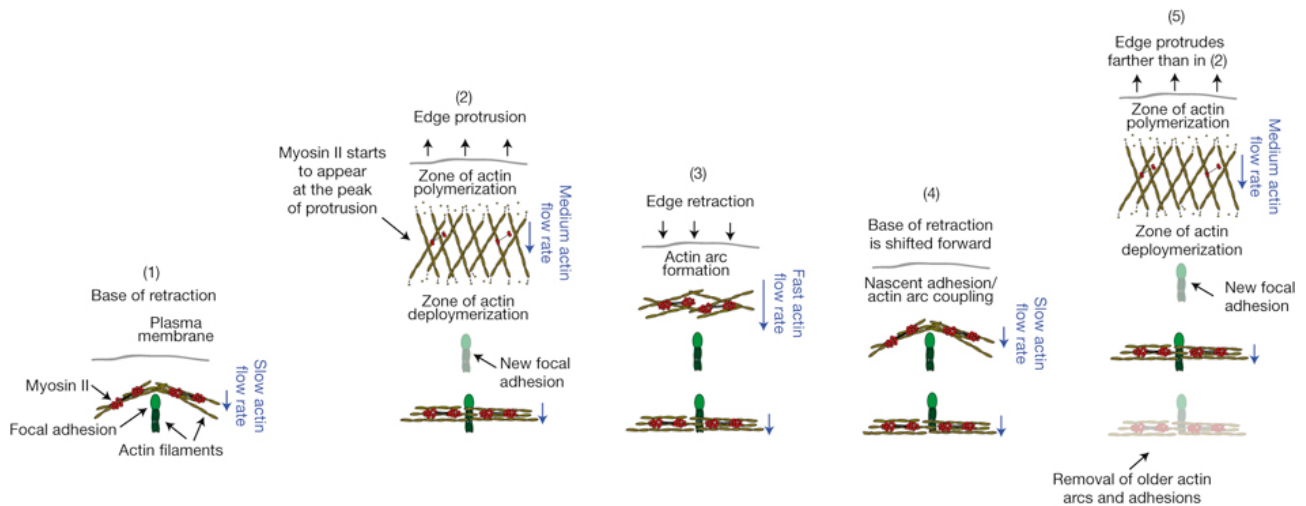 (1)
Base of retraction
Plasma
membrane
Myosin II
Focal adhesion
Actin filaments
Slow actin
flow rate
(2)
Edge protrusion
Myosin II starts
to appear
at the peak
of protrusion
Zone of actin
polymerization
Medium actin
flow rate
Zone of actin
deploymerization
New focal
adhesion
(3)
Edge retraction
Actin arc
formation
Fast actin
flow rate
(4)
Base of retraction
is shifted forward
Nascent adhesion/
actin arc coupling
Slow actin
flow rate
(5)
Edge protrudes
farther than in (2)
Zone of actin
polymerization
Medium actin
flow rate
Zone of actin
deploymerization
New focal
adhesion
Removal of older actin
arcs and adhesions